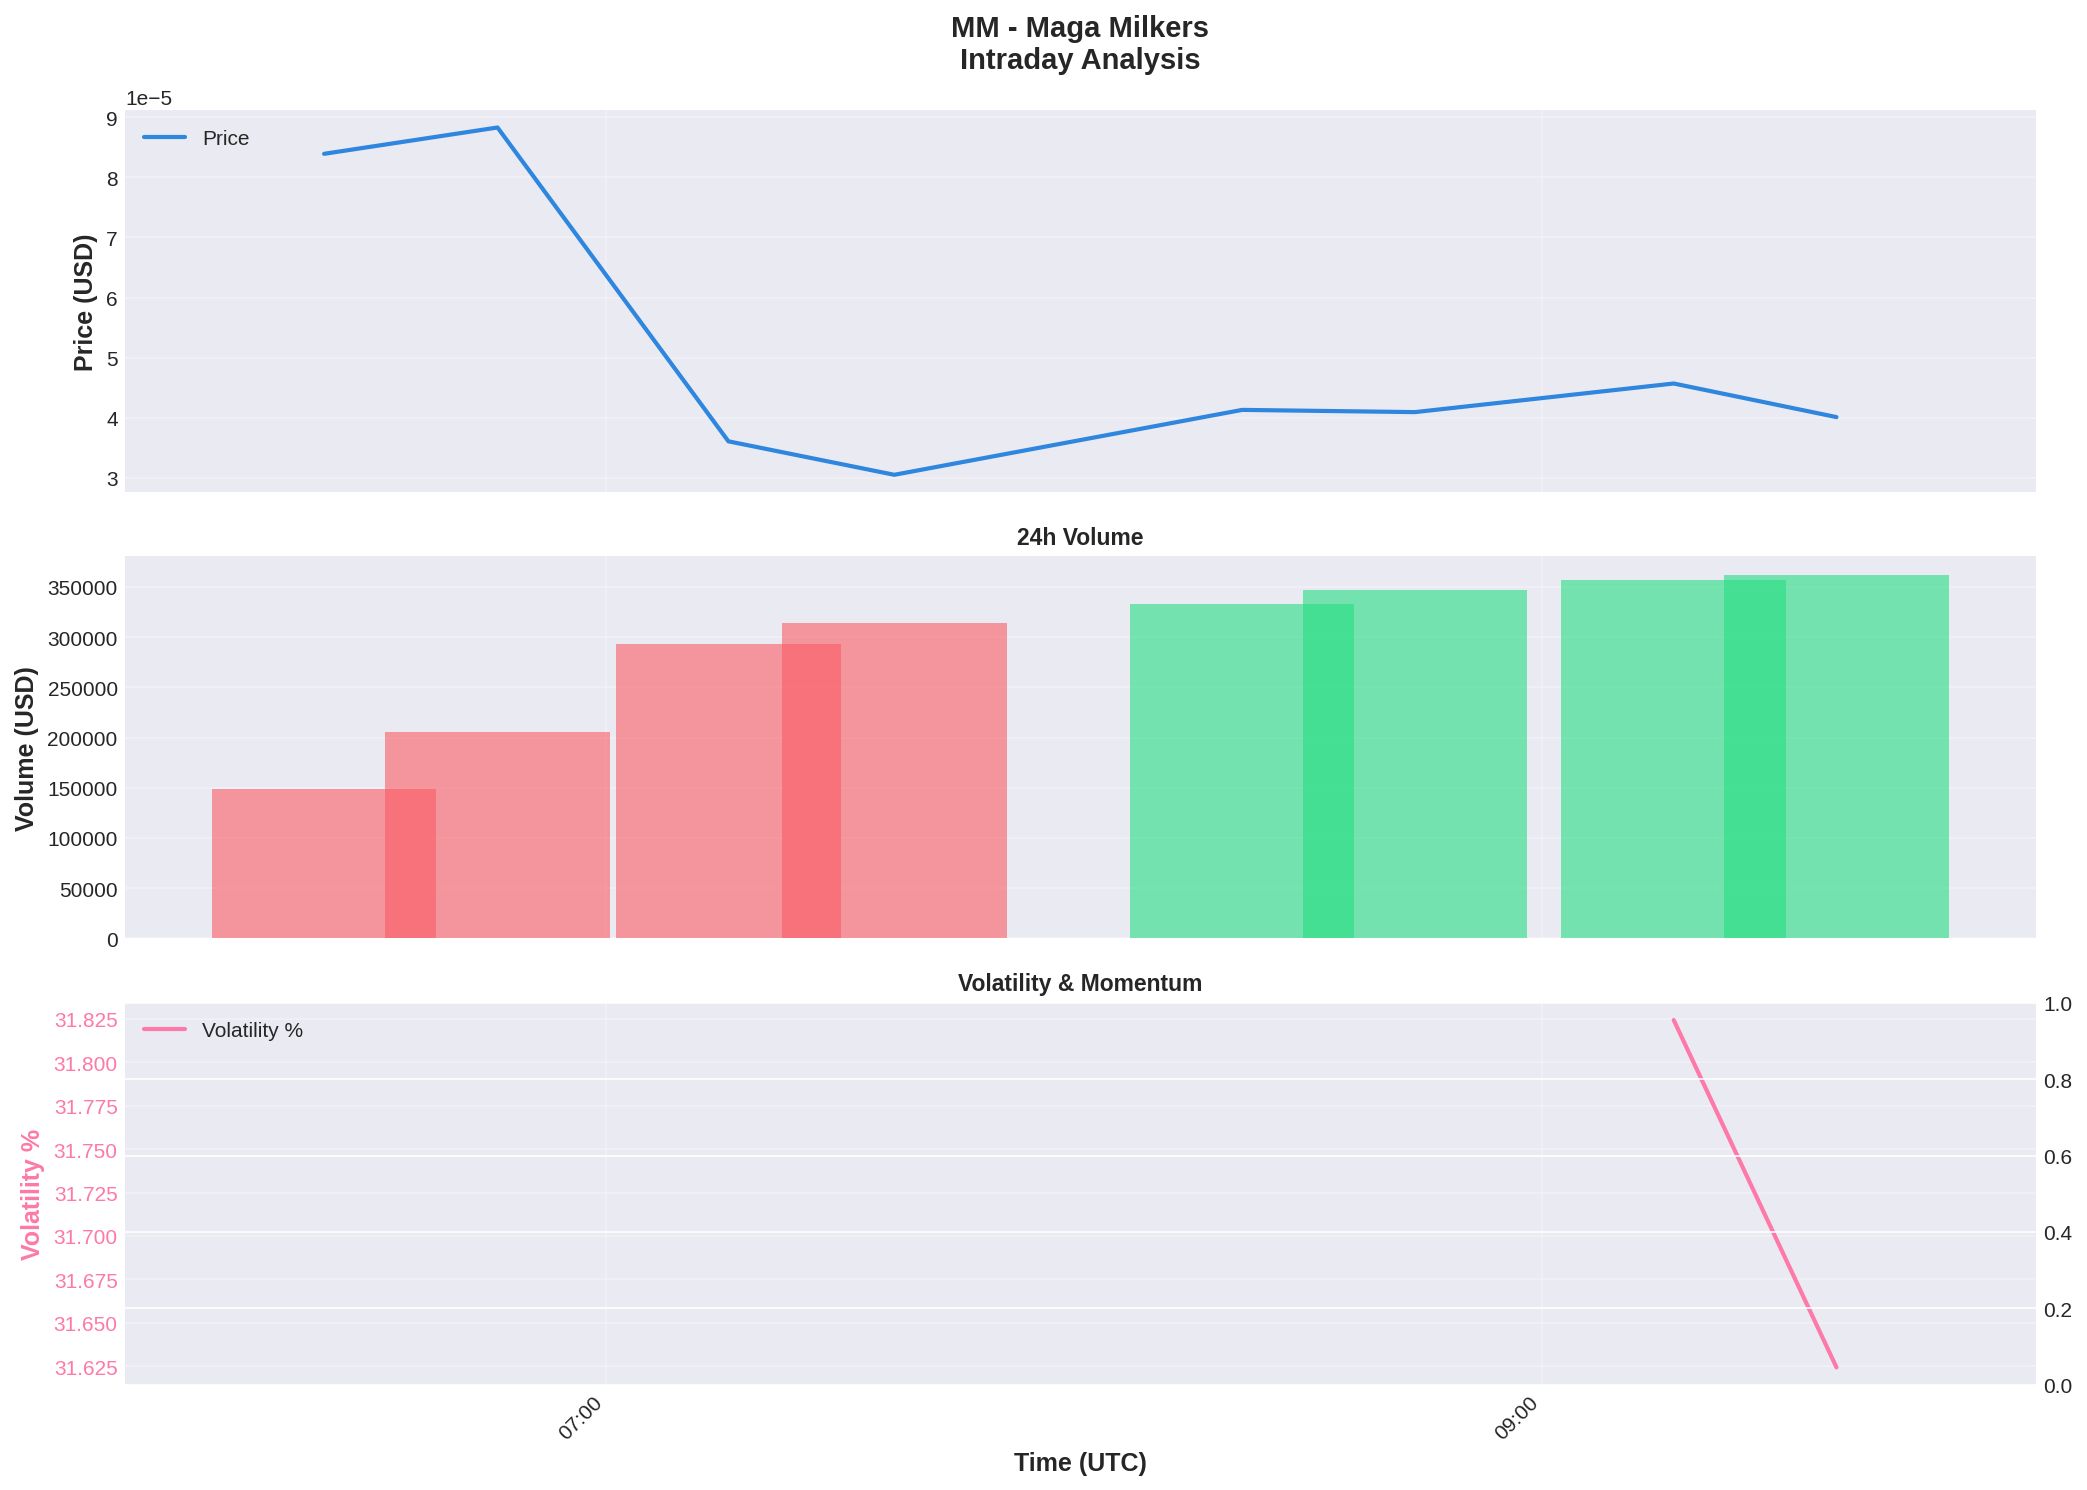 MM - Maga Milkers
Intraday Analysis
1e−5
9
8
7
6
5
4
3
Price (USD)
Price
24h Volume
350000
300000
250000
200000
150000
100000
50000
0
Volume (USD)
Volatility & Momentum
31.825
31.800
31.775
31.750
31.725
31.700
31.675
31.650
31.625
Volatility %
Volatility %
1.0
0.8
0.6
0.4
0.2
0.0
07:00
09:00
Time (UTC)